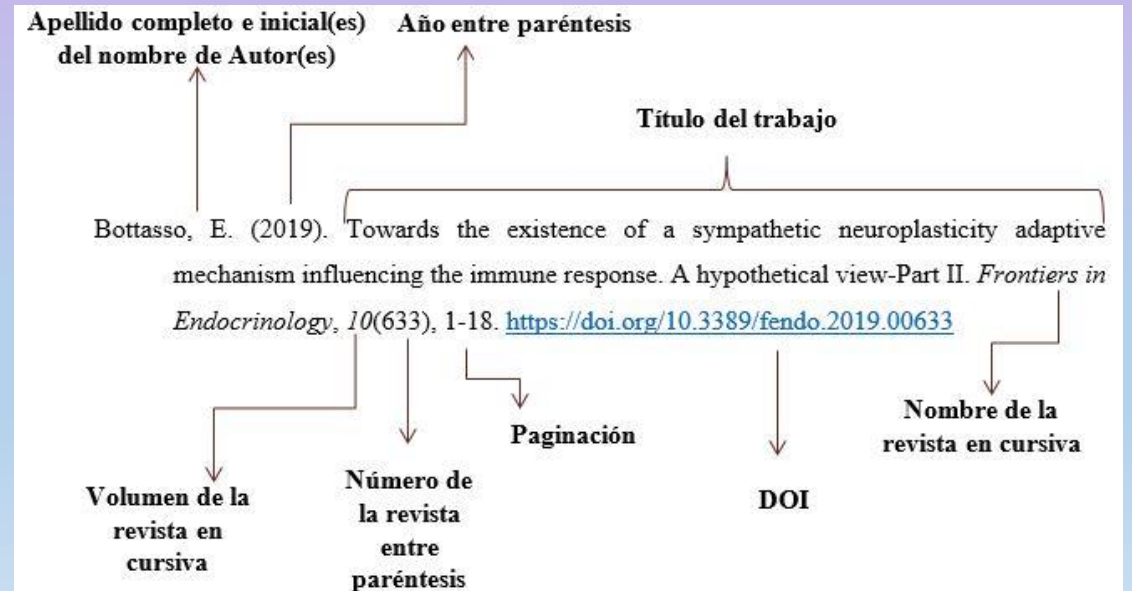 Apellido completo e inicial(es)
del nombre de Autor(es)
Año entre paréntesis
Título del trabajo
Bottasso, E. (2019). Towards the existence of a sympathetic neuroplasticity adaptive
mechanism influencing the immune response. A hypothetical view-Part II. Frontiers in
Endocrinology, 10(633), 1-18. https://doi.org/10.3389/fendo.2019.00633
Nombre de la
revista en cursiva
Paginación
Número de
la revista
entre
paréntesis
Volumen de la
revista en
cursiva
DOI